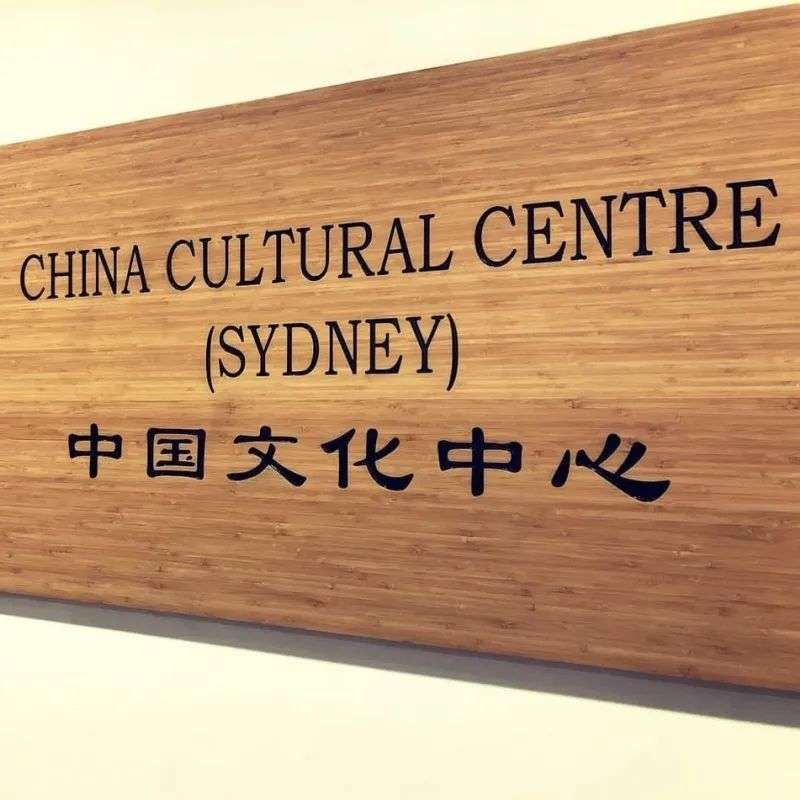 CHINA CULTURAL CENTRE
(SYDNEY)
中国文化中心